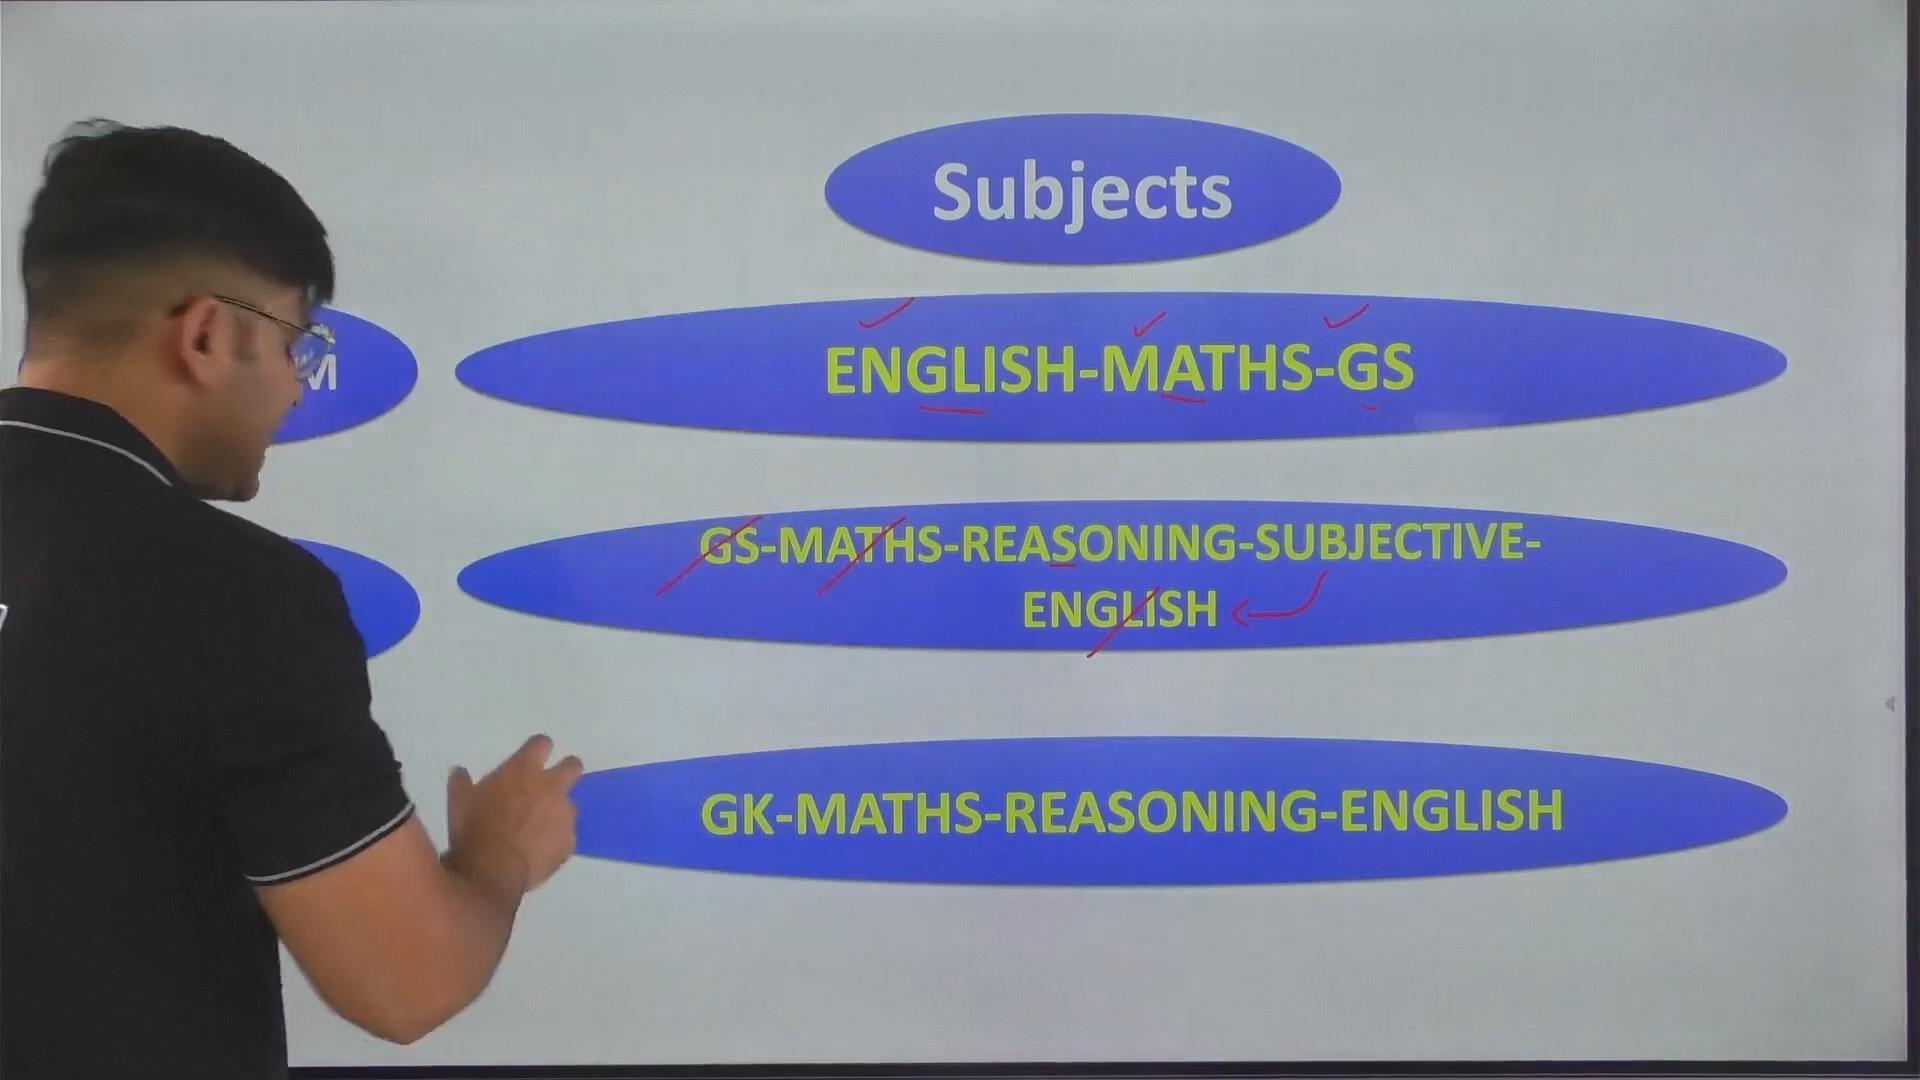 Subjects
M
ENGLISH-MATHS-GS
GS-MATHS-REASONING-SUBJECTIVE-
ENGLISH
GK-MATHS-REASONING-ENGLISH